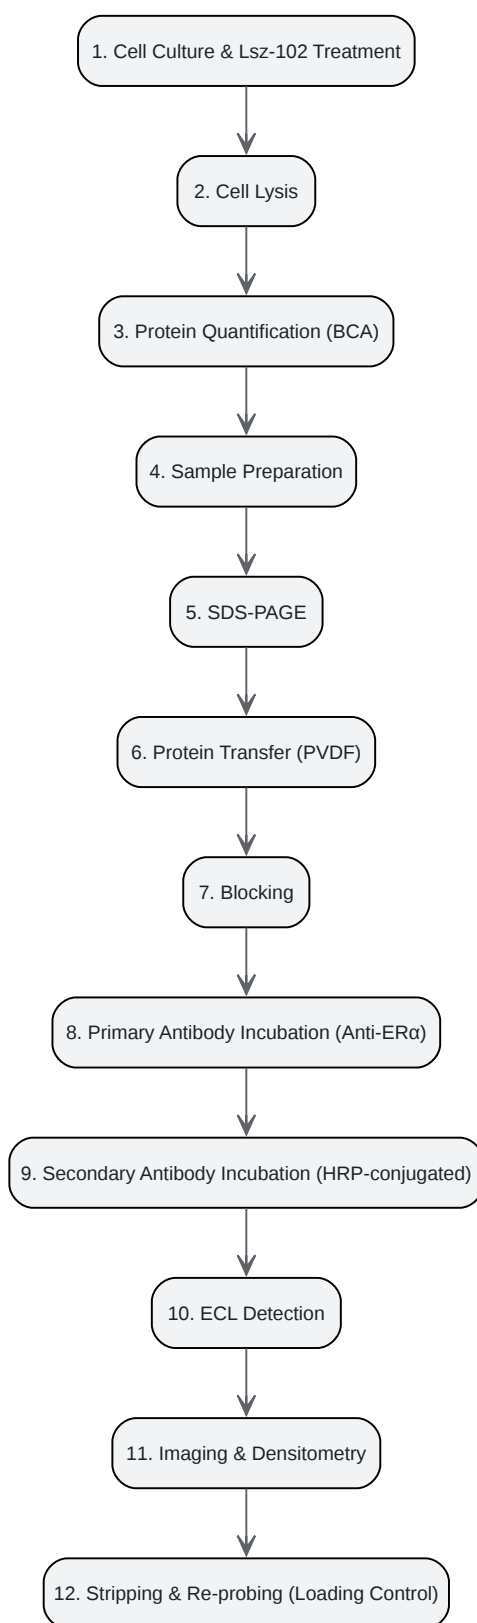 1. Cell Culture & Lsz-102 Treatment
2. Cell Lysis
3. Protein Quantification (BCA)
4. Sample Preparation
5. SDS-PAGE
6. Protein Transfer (PVDF)
7. Blocking
8. Primary Antibody Incubation (Anti-ERα)
9. Secondary Antibody Incubation (HRP-conjugated)
10. ECL Detection
11. Imaging & Densitometry
12. Stripping & Re-probing (Loading Control)